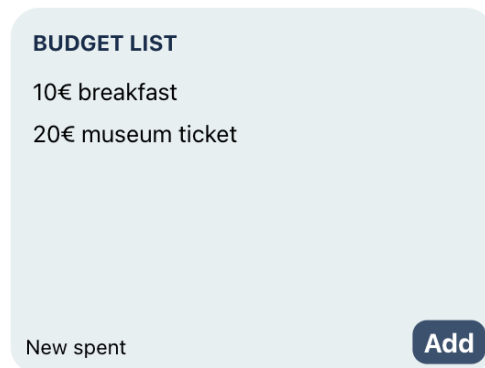 BUDGET LIST
10€ breakfast
20€ museum ticket
New spent
Add